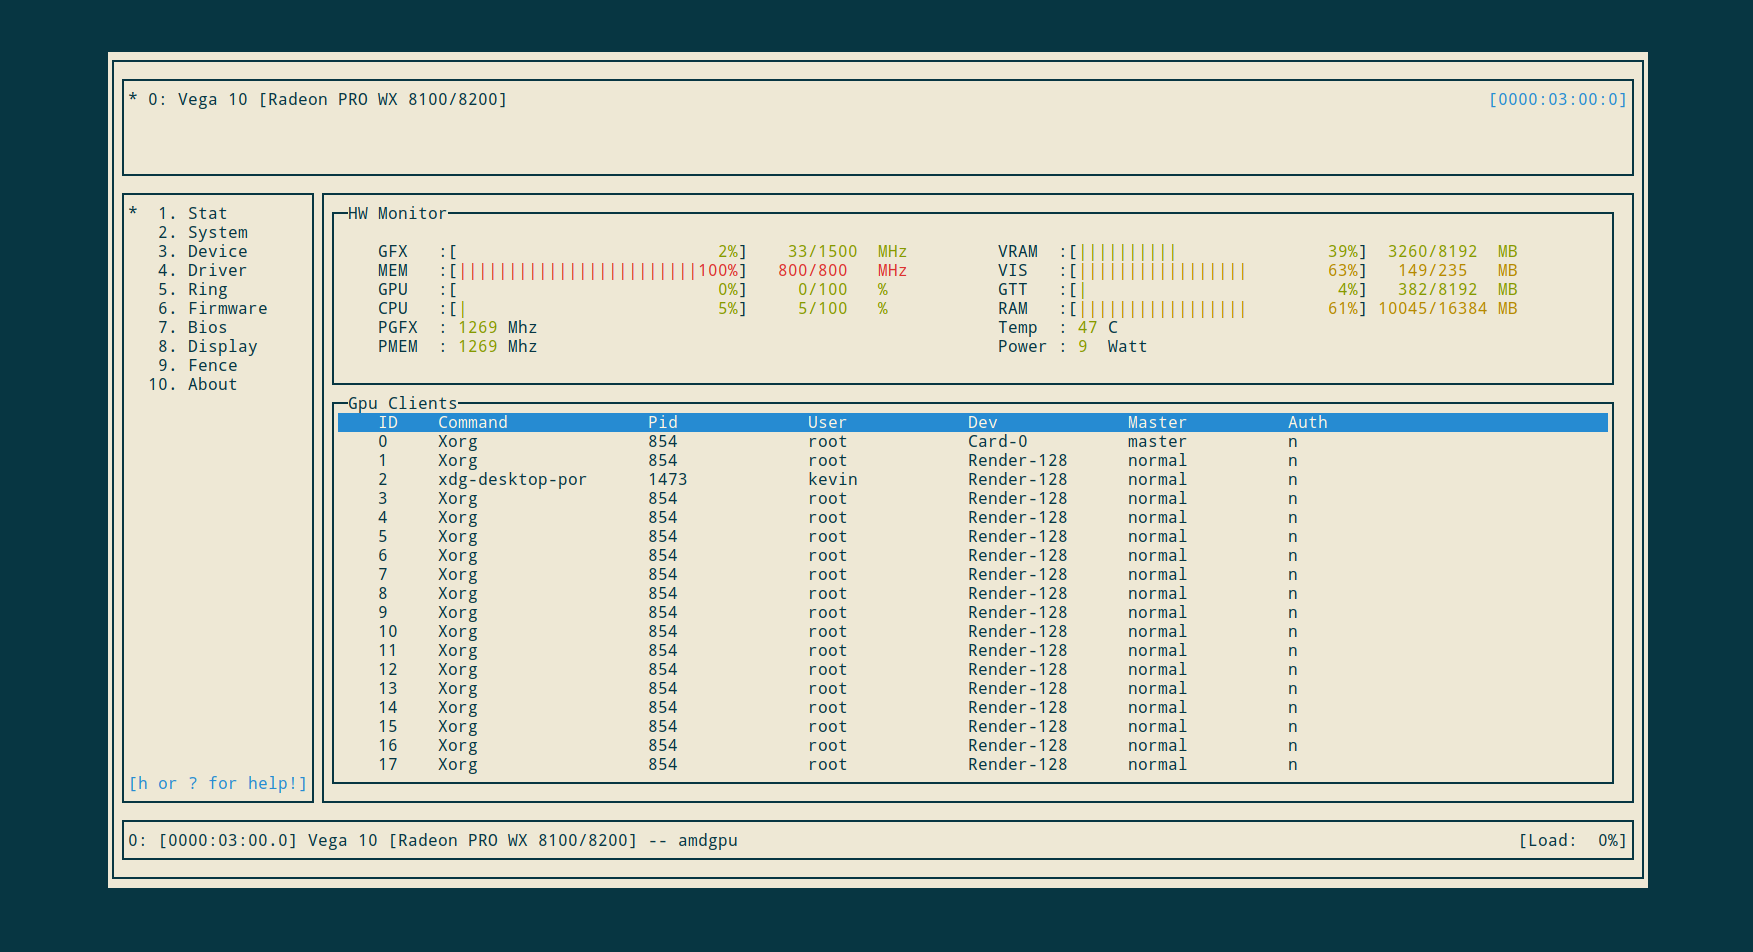 * 0: Vega 10 [Radeon PRO WX 8100/8200] [0000:03:00:0]
* 1. Stat
2. System
3. Device
4. Driver
5. Ring
6. Firmware
7. Bios
8. Display
9. Fence
10. About
[h or ? for help!]
HW Monitor
GFX :[ 2%] 33/1500 MHz VRAM :[|||||||||| 39%] 3260/8192 MB
MEM :[||||||||||||||||||||||||100%] 800/800 MHz VIS :[||||||||||||||||| 63%] 149/235 MB
GPU :[ 0%] 0/100 % GTT :[| 4%] 382/8192 MB
CPU :[| 5%] 5/100 % RAM :[||||||||||||||||| 61%] 10045/16384 MB
PGFX : 1269 Mhz Temp : 47 C
PMEM : 1269 Mhz Power : 9 Watt
Gpu Clients
ID Command Pid User Dev Master Auth
0 Xorg 854 root Card-0 master n
1 Xorg 854 root Render-128 normal n
2 xdg-desktop-por 1473 kevin Render-128 normal n
3 Xorg 854 root Render-128 normal n
4 Xorg 854 root Render-128 normal n
5 Xorg 854 root Render-128 normal n
6 Xorg 854 root Render-128 normal n
7 Xorg 854 root Render-128 normal n
8 Xorg 854 root Render-128 normal n
9 Xorg 854 root Render-128 normal n
10 Xorg 854 root Render-128 normal n
11 Xorg 854 root Render-128 normal n
12 Xorg 854 root Render-128 normal n
13 Xorg 854 root Render-128 normal n
14 Xorg 854 root Render-128 normal n
15 Xorg 854 root Render-128 normal n
16 Xorg 854 root Render-128 normal n
17 Xorg 854 root Render-128 normal n
0: [0000:03:00.0] Vega 10 [Radeon PRO WX 8100/8200] -- amdgpu [Load: 0%]